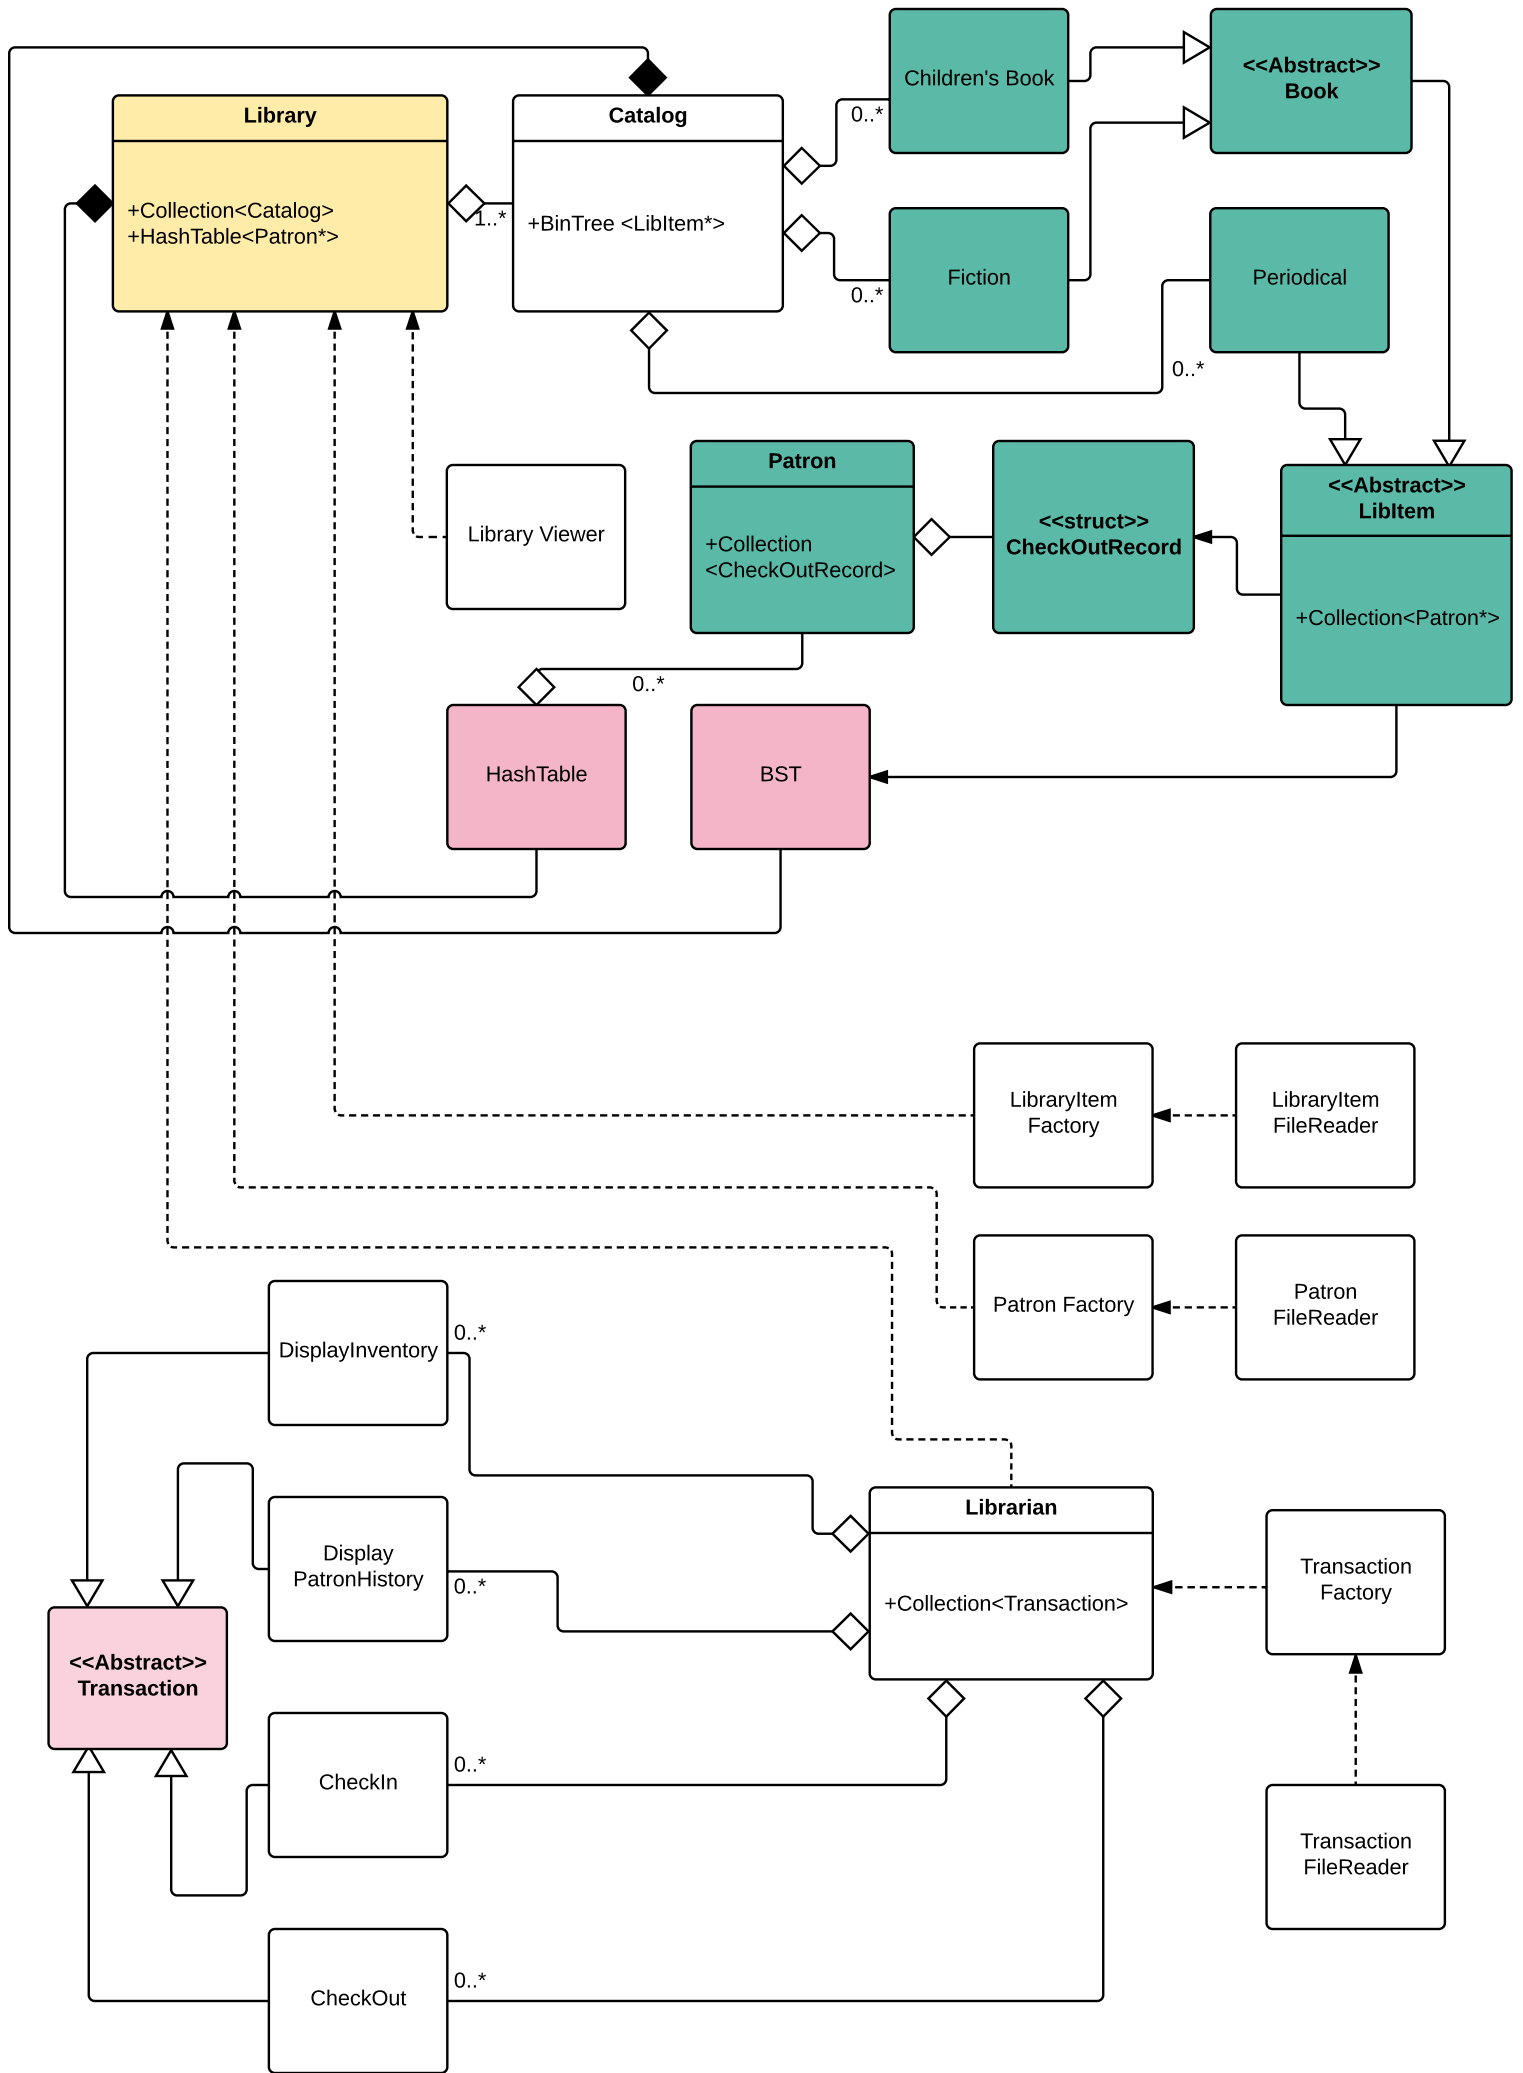 Children's Book
<<Abstract>>
Book
Library
+Collection<Catalog>
+HashTable<Patron*>
1..*
Catalog
+BinTree <LibItem*>
0..*
0..*
Fiction
Periodical
0..*
Library Viewer
Patron
+Collection
<CheckOutRecord>
<<struct>>
CheckOutRecord
<<Abstract>>
LibItem
+Collection<Patron*>
0..*
HashTable
BST
LibraryItem
Factory
LibraryItem
FileReader
Patron Factory
Patron
FileReader
DisplayInventory
0..*
Display
PatronHistory
0..*
Librarian
+Collection<Transaction>
Transaction
Factory
<<Abstract>>
Transaction
CheckIn
0..*
Transaction
FileReader
CheckOut
0..*